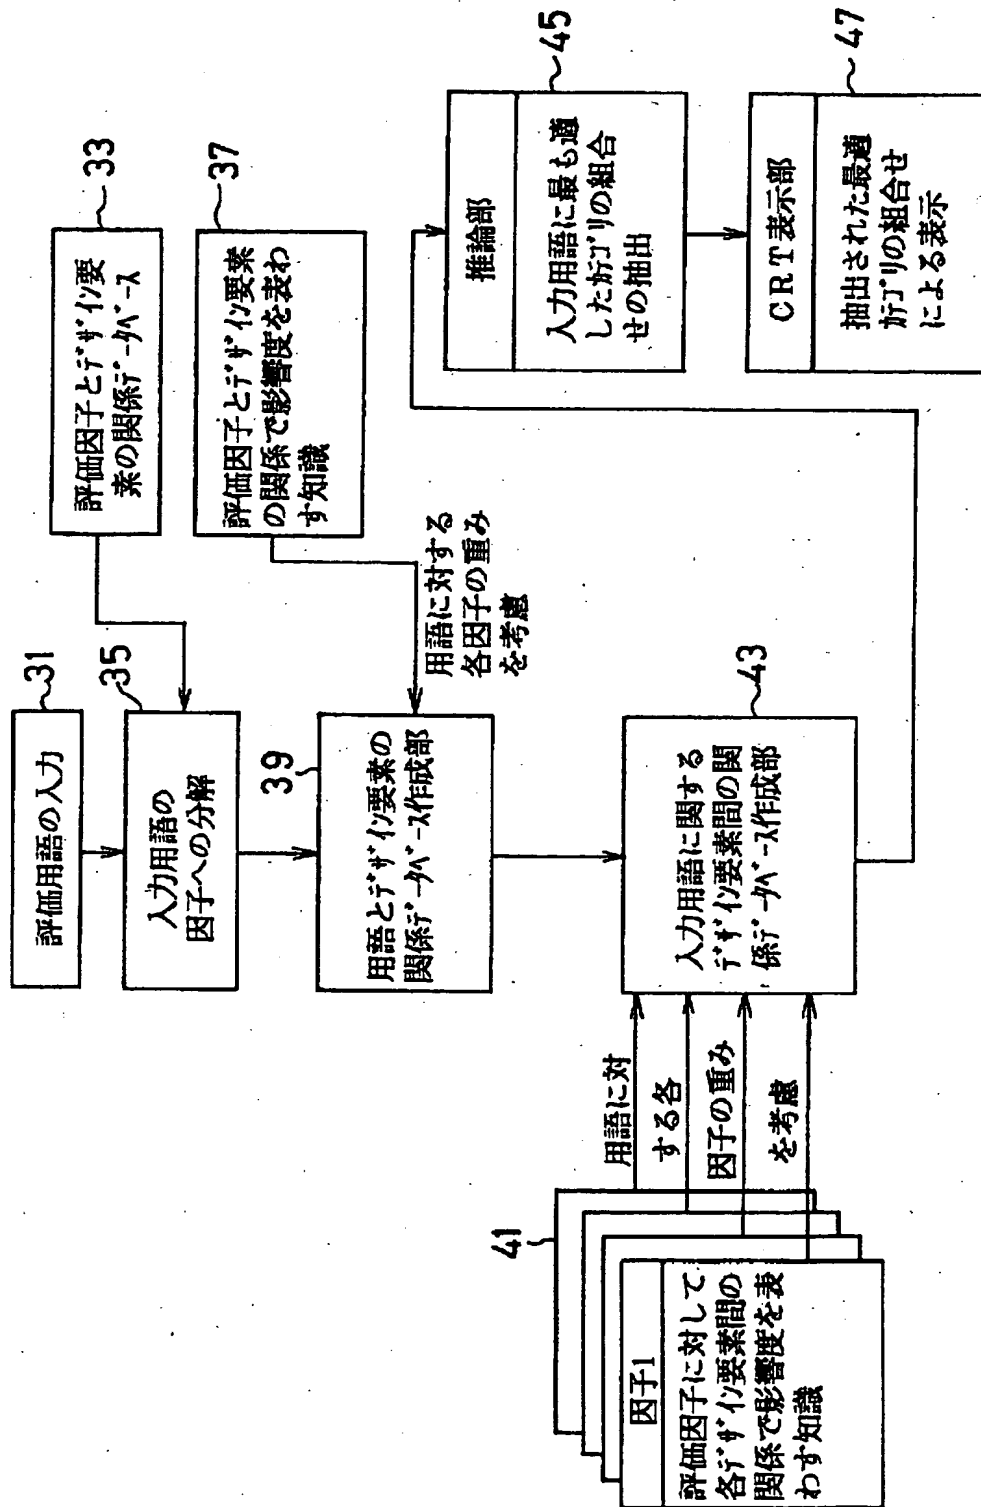 評価用語の入力
31
入力用語の
因子への分解
35
評価因子とデザイン要
素の関係データベース
33
用語とデザイン要素の
関係データベース作成部
39
評価因子とデザイン要素
の関係で影響度を表わ
す知識
37
用語に対する
各因子の重み
を考慮
41
因子1
評価因子に対して
各デザイン要素間の
関係で影響度を表
わす知識
用語に対
する各
因子の重み
を考慮
入力用語に関する
デザイン要素間の関
係データベース作成部
43
推論部
入力用語に最も適
したカテゴリの組合
せの抽出
45
CRT表示部
抽出された最適
カテゴリの組合せ
による表示
47